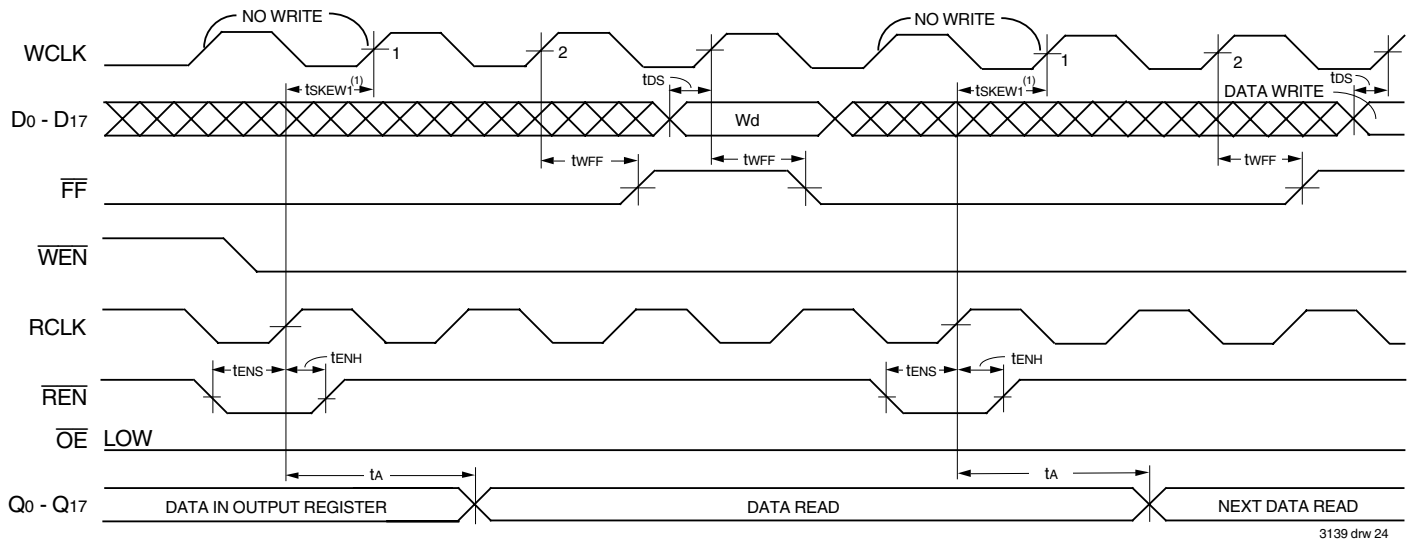 NO WRITE
NO WRITE
WCLK
1
2
1
2
tSKEW1(1)
tDS
tSKEW1(1)
tDS
DATA WRITE
D0 - D17
Wd
tWFF
tWFF
tWFF
FF
WEN
RCLK
tENS
tENH
tENS
tENH
REN
OE LOW
tA
tA
Q0 - Q17
DATA IN OUTPUT REGISTER
DATA READ
NEXT DATA READ
3139 drw 24